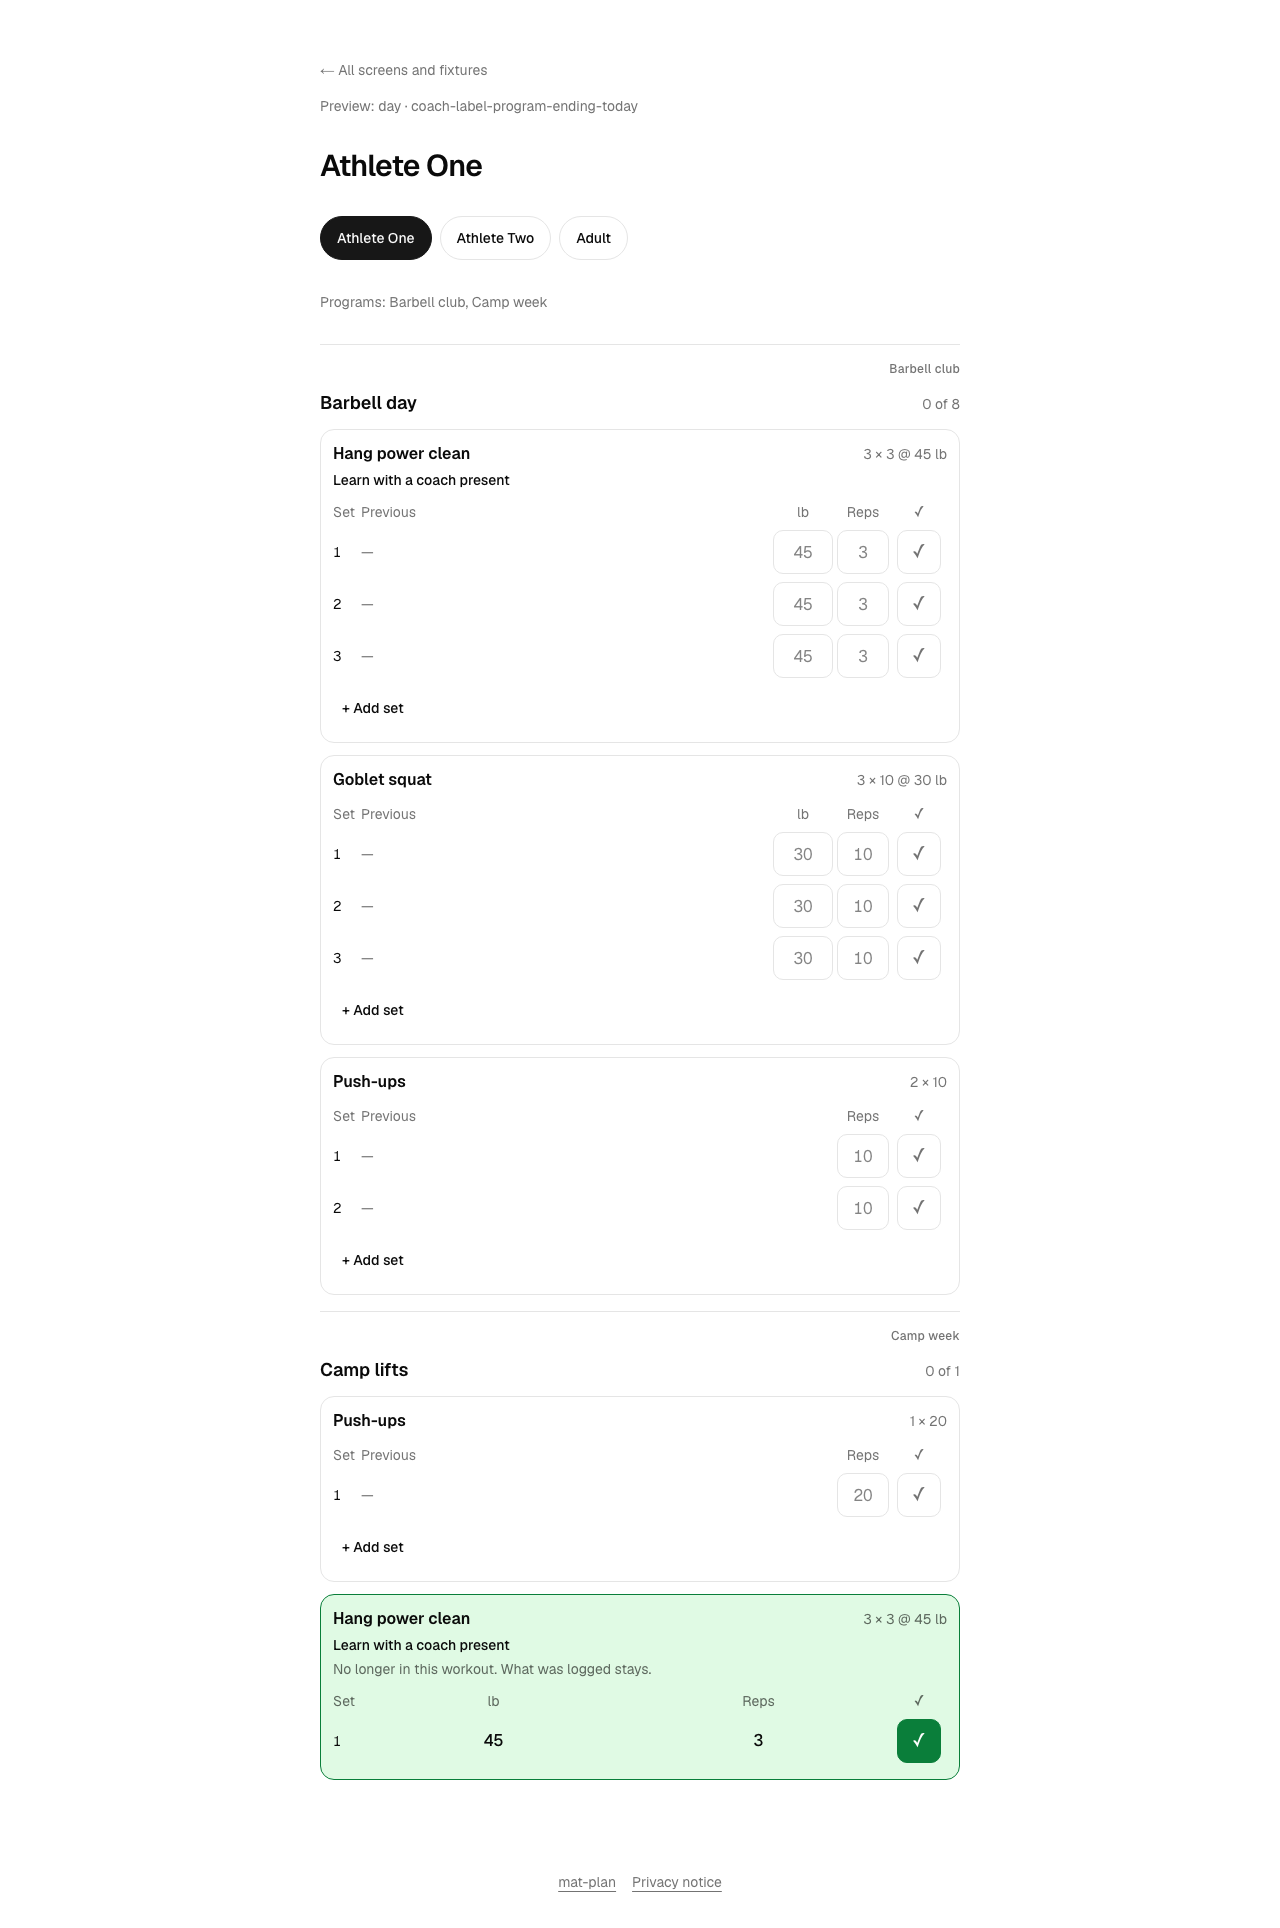 ← All screens and fixtures
Preview: day · coach-label-program-ending-today
Athlete One
Athlete One Athlete Two Adult
Programs: Barbell club, Camp week
Barbell club
Barbell day 0 of 8
Hang power clean 3 × 3 @ 45 lb
Learn with a coach present
Set Previous lb Reps ✓
1 — 45 3 ✓
2 — 45 3 ✓
3 — 45 3 ✓
+ Add set
Goblet squat 3 × 10 @ 30 lb
Set Previous lb Reps ✓
1 — 30 10 ✓
2 — 30 10 ✓
3 — 30 10 ✓
+ Add set
Push-ups 2 × 10
Set Previous Reps ✓
1 — 10 ✓
2 — 10 ✓
+ Add set
Camp week
Camp lifts 0 of 1
Push-ups 1 × 20
Set Previous Reps ✓
1 — 20 ✓
+ Add set
Hang power clean 3 × 3 @ 45 lb
Learn with a coach present
No longer in this workout. What was logged stays.
Set lb Reps ✓
1 45 3 ✓
mat-plan Privacy notice